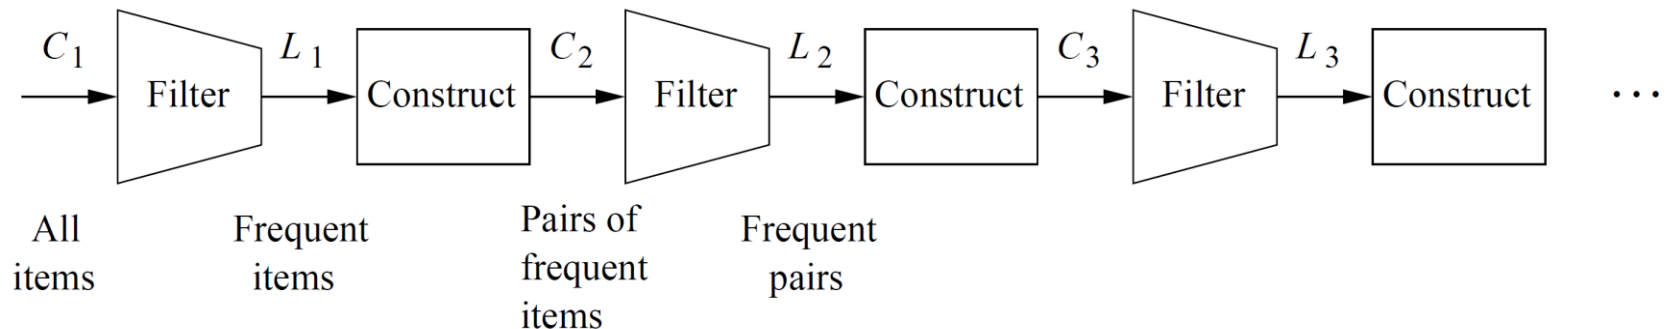 C1 L1 C2 L2 C3 L3
Filter Construct Filter Construct Filter Construct ...
All
items
Frequent
items
Pairs of
frequent
items
Frequent
pairs